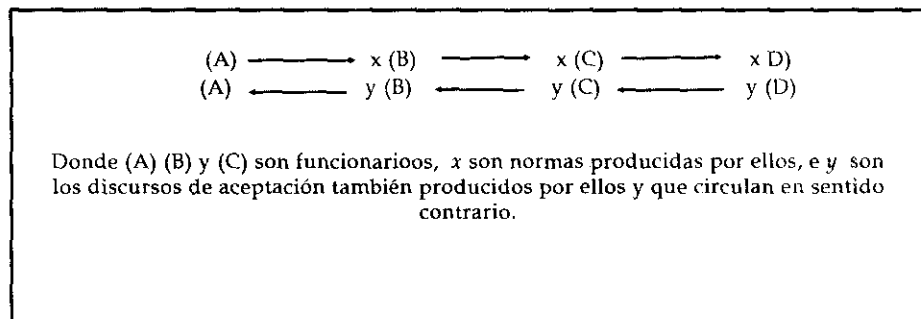 (A) ⟶ x (B) ⟶ x (C) ⟶ x D)
(A) ⟵ y (B) ⟵ y (C) ⟵ y (D)
Donde (A) (B) y (C) son funcionarioos, x son normas producidas por ellos, e y son
los discursos de aceptación también producidos por ellos y que circulan en sentido
contrario.